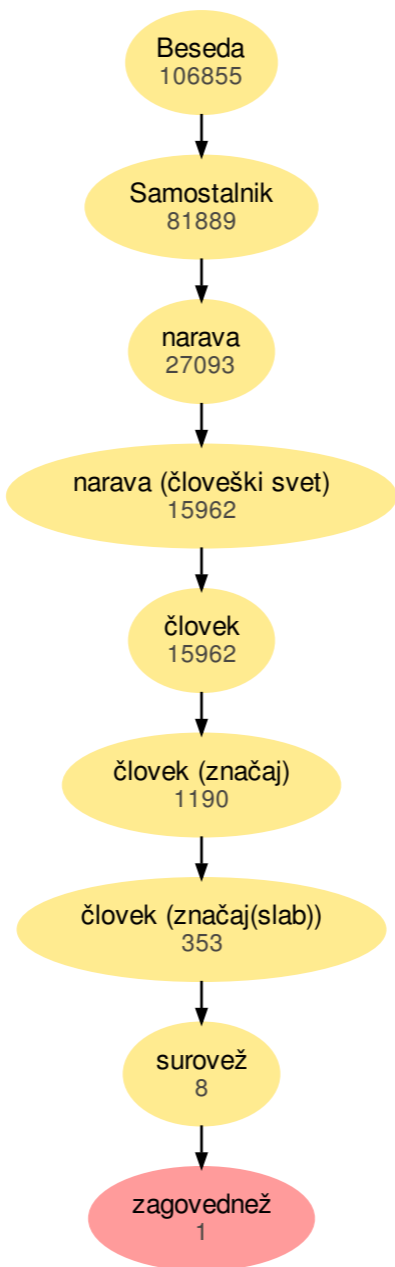 Beseda
106855
Samostalnik
81889
narava
27093
narava (človeški svet)
15962
človek
15962
človek (značaj)
1190
človek (značaj(slab))
353
surovež
8
zagovednež
1